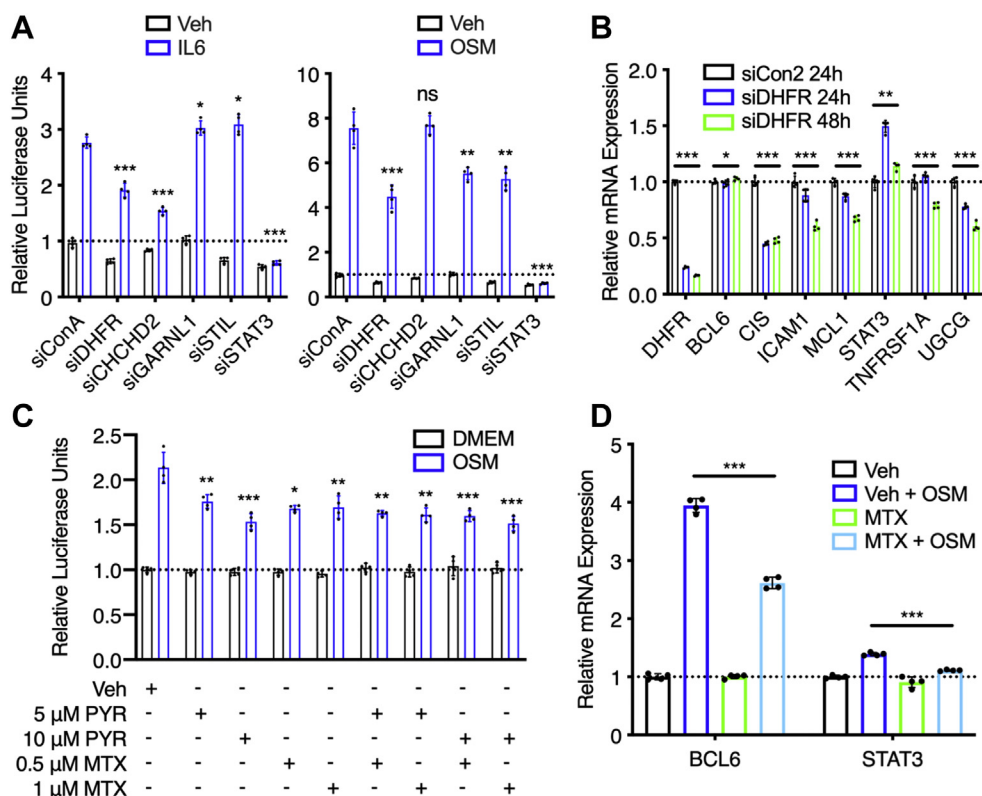 A
Veh
IL6
Veh
OSM
Relative Luciferase Units
4
3
2
1
0
10
8
6
4
2
0
***
***
*
*
***
***
ns
**
**
***
siConA
siDHFR
siCHCHD2
siGARNL1
siSTIL
siSTAT3
siConA
siDHFR
siCHCHD2
siGARNL1
siSTIL
siSTAT3
B
siCon2 24h
siDHFR 24h
siDHFR 48h
Relative mRNA Expression
2.0
1.5
1.0
0.5
0.0
***
*
***
***
***
**
***
***
DHFR
BCL6
CIS
ICAM1
MCL1
STAT3
TNFRSF1A
UGCG
C
DMEM
OSM
Relative Luciferase Units
2.5
2.0
1.5
1.0
0.0
**
***
*
**
**
**
***
***
Veh + - - - - - - - -
5 µM PYR - + - - - + + - -
10 µM PYR - - + - - - - + +
0.5 µM MTX - - - + - + - + -
1 µM MTX - - - - + - + - +
D
Veh
Veh + OSM
MTX
MTX + OSM
Relative mRNA Expression
5
4
3
2
1
0
***
***
BCL6
STAT3